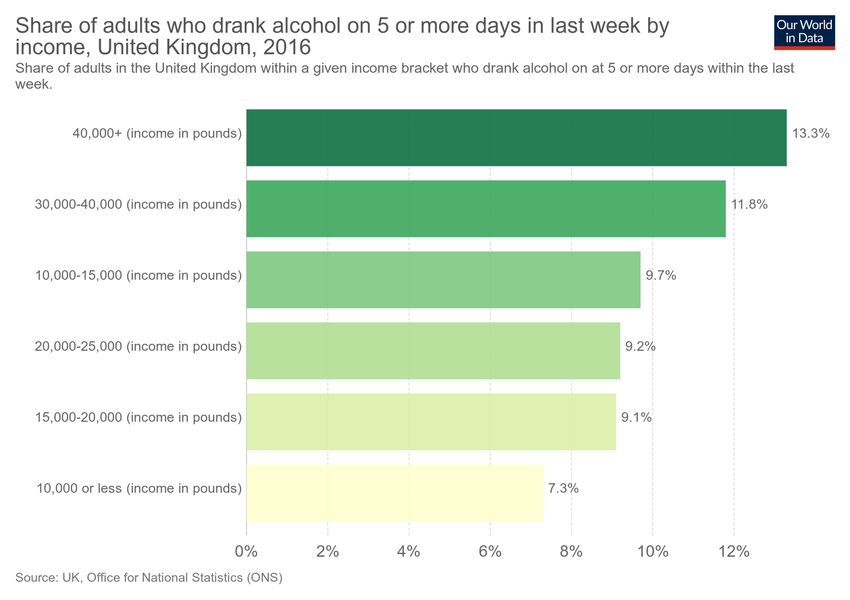 Share of adults who drank alcohol on 5 or more days in last week by
income, United Kingdom, 2016
Our World
in Data
Share of adults in the United Kingdom within a given income bracket who drank alcohol on at 5 or more days within the last
week.
40,000+ (income in pounds) 13.3%
30,000-40,000 (income in pounds) 11.8%
10,000-15,000 (income in pounds) 9.7%
20,000-25,000 (income in pounds) 9.2%
15,000-20,000 (income in pounds) 9.1%
10,000 or less (income in pounds) 7.3%
0% 2% 4% 6% 8% 10% 12%
Source: UK, Office for National Statistics (ONS)